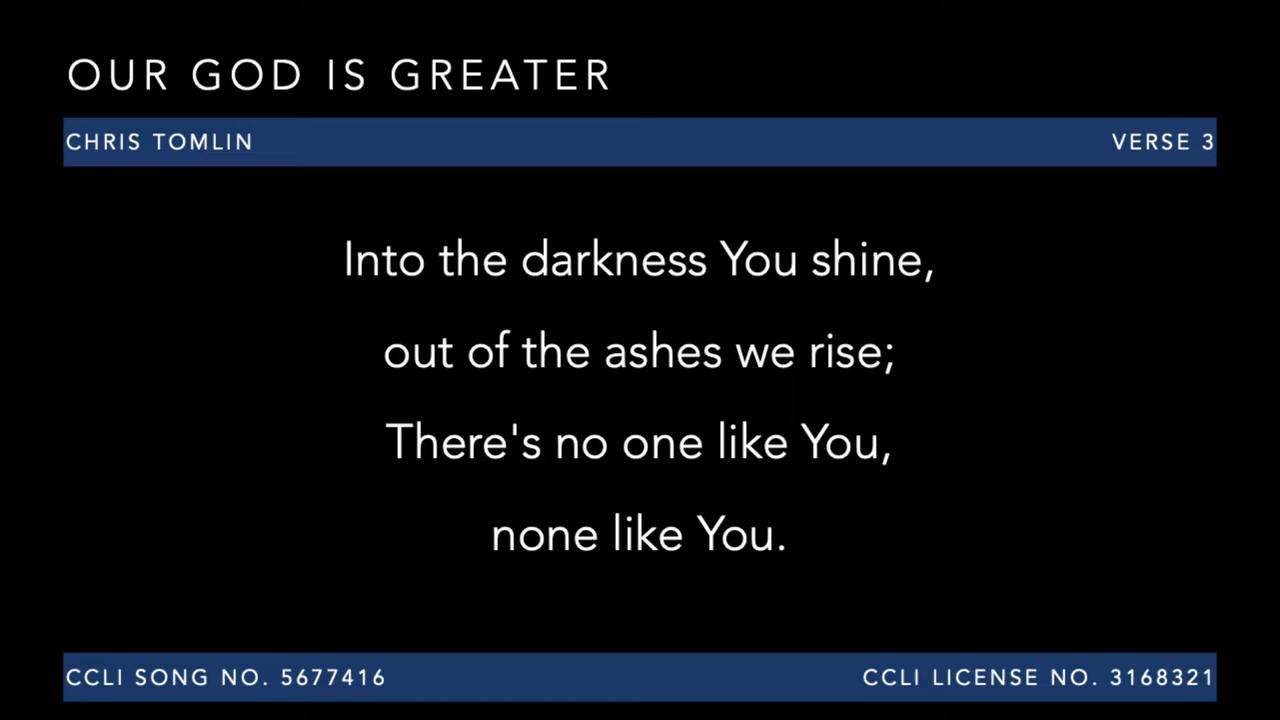 OUR GOD IS GREATER
CHRIS TOMLIN
VERSE 3
Into the darkness You shine,
out of the ashes we rise;
There's no one like You,
none like You.
CCLI SONG NO. 5677416
CCLI LICENSE NO. 3168321